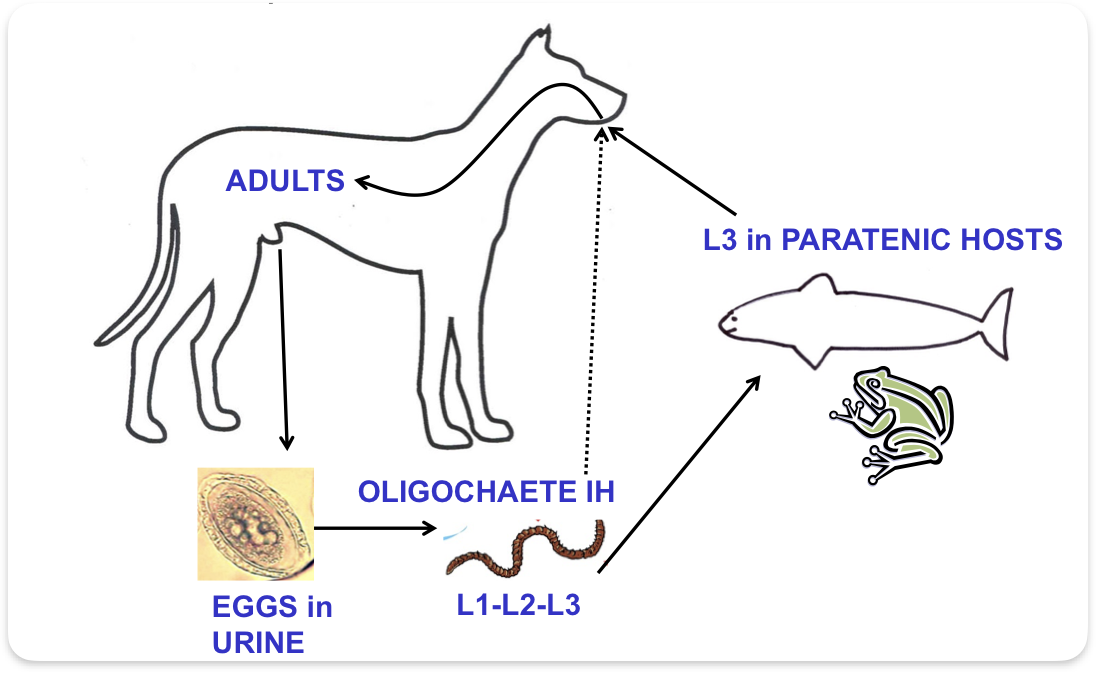 ADULTS
L3 in PARATENIC HOSTS
OLIGOCHAETE IH
L1-L2-L3
EGGS in
URINE